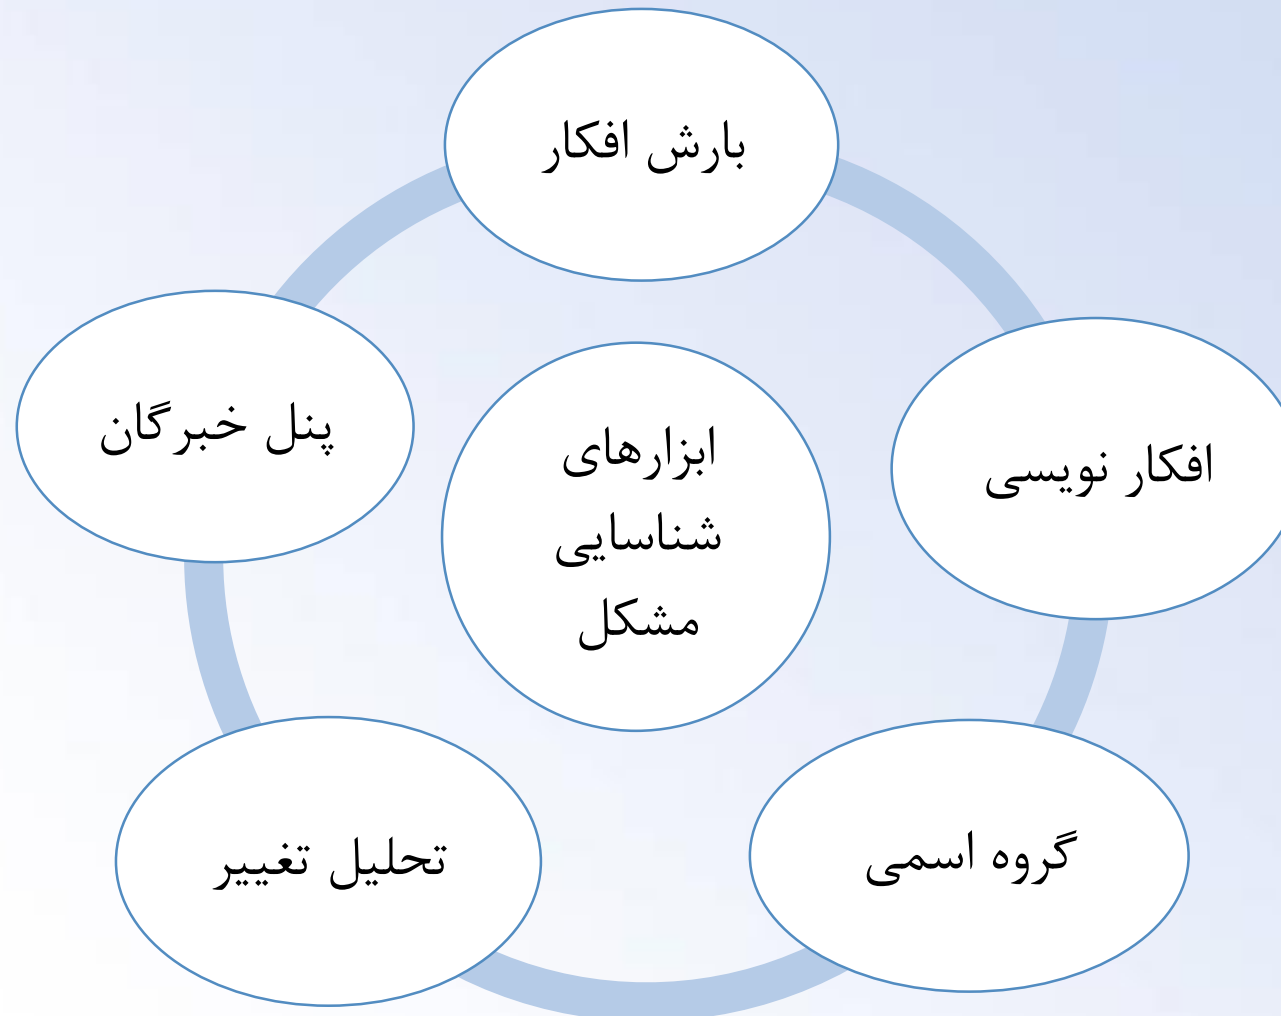 بارش افکار
افکار نویسی
گروه اسمی
تحلیل تغییر
پنل خبرگان
ابزارهای
شناسایی
مشکل